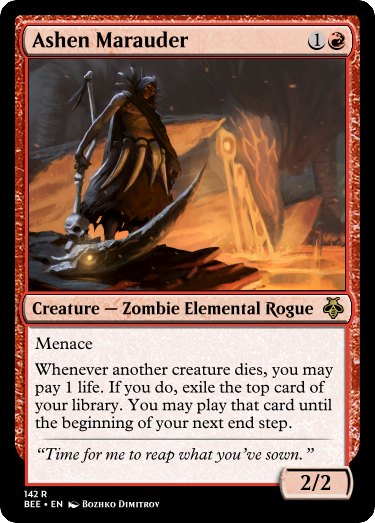 Ashen Marauder 1
Creature — Zombie Elemental Rogue
Menace
Whenever another creature dies, you may
pay 1 life. If you do, exile the top card of
your library. You may play that card until
the beginning of your next end step.
“Time for me to reap what you’ve sown.”
2/2
142 R
BEE • EN Bozhko Dimitrov